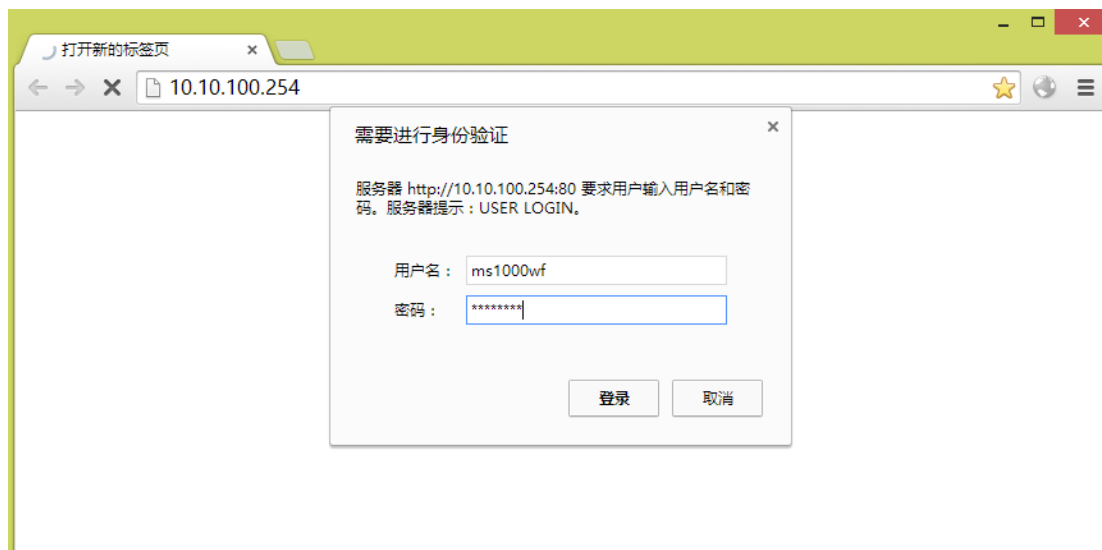 打开新的标签页
10.10.100.254
需要进行身份验证
服务器 http://10.10.100.254:80 要求用户输入用户名和密
码。服务器提示：USER LOGIN。
用户名： ms1000wf
密码： ********
登录 取消